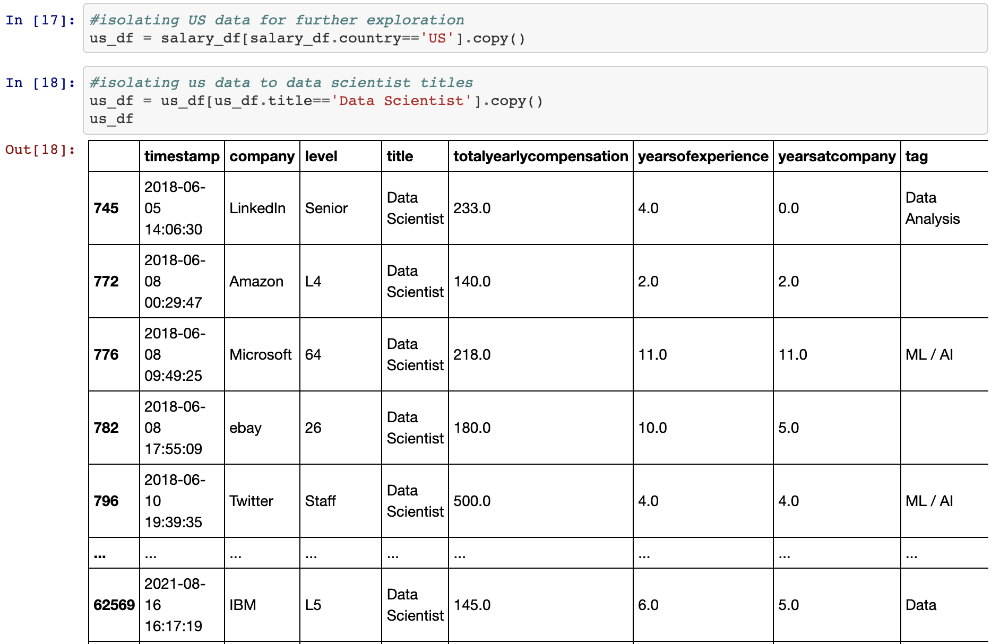 In [17]: #isolating US data for further exploration
us_df = salary_df[salary_df.country=='US'].copy()
In [18]: #isolating us data to data scientist titles
us_df = us_df[us_df.title=='Data Scientist'].copy()
us_df
Out[18]:
timestamp company level title totalyearlycompensation yearsofexperience yearsatcompany tag
745 2018-06-05 14:06:30 LinkedIn Senior Data Scientist 233.0 4.0 0.0 Data Analysis
772 2018-06-08 00:29:47 Amazon L4 Data Scientist 140.0 2.0 2.0
776 2018-06-08 09:49:25 Microsoft 64 Data Scientist 218.0 11.0 11.0 ML / AI
782 2018-06-08 17:55:09 ebay 26 Data Scientist 180.0 10.0 5.0
796 2018-06-10 19:39:35 Twitter Staff Data Scientist 500.0 4.0 4.0 ML / AI
... ... ... ... ... ... ... ... ...
62569 2021-08-16 16:17:19 IBM L5 Data Scientist 145.0 6.0 5.0 Data